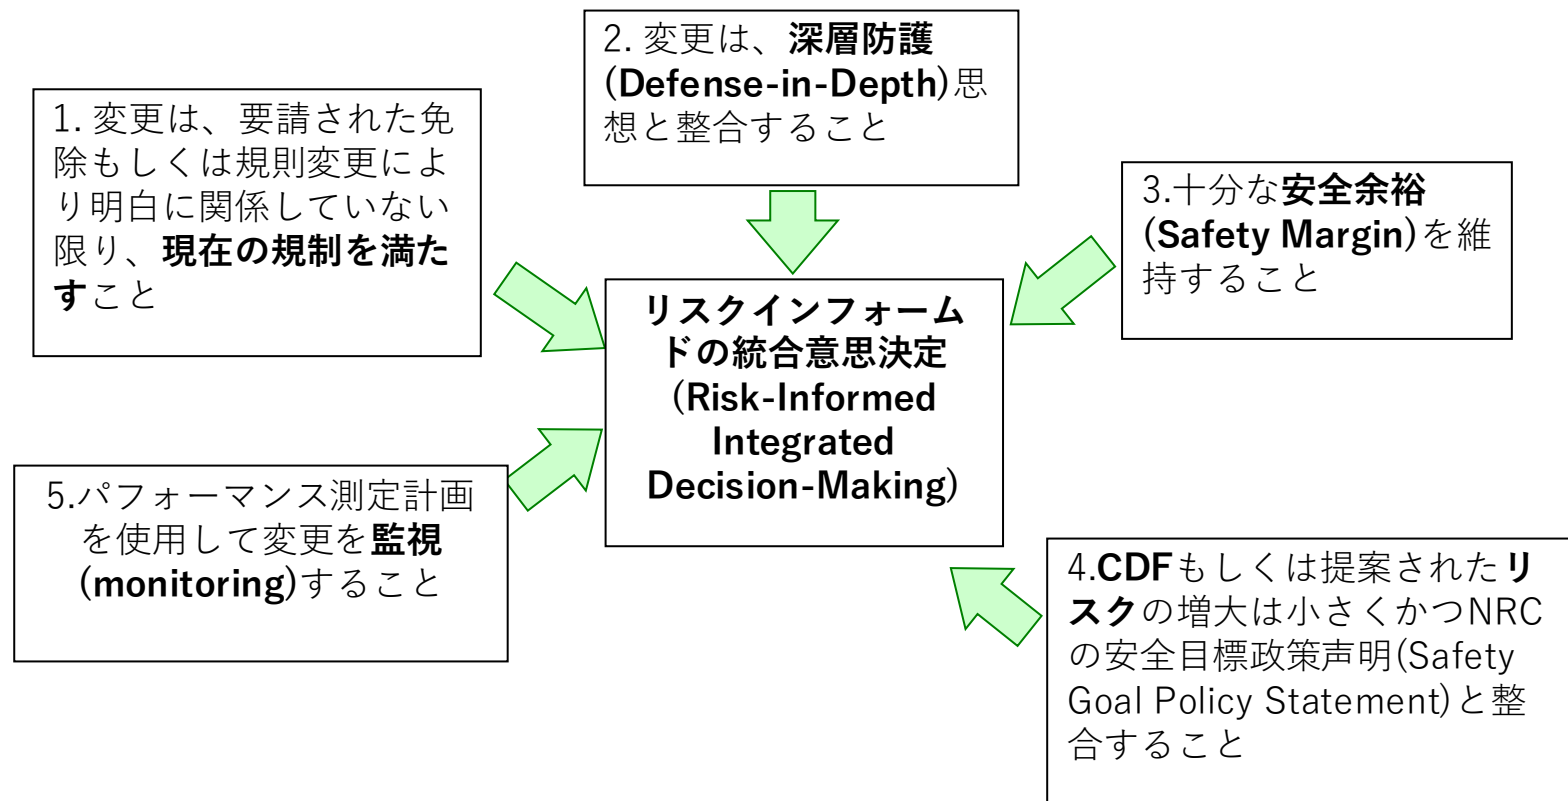 1. 変更は、要請された免
除もしくは規則変更によ
り明白に関係していない
限り、現在の規制を満た
すこと
2. 変更は、深層防護
(Defense-in-Depth)思
想と整合すること
3.十分な安全余裕
(Safety Margin)を維
持すること
リスクインフォーム
ドの統合意思決定
(Risk-Informed
Integrated
Decision-Making)
4.CDFもしくは提案されたリ
スクの増大は小さくかつNRC
の安全目標政策声明(Safety
Goal Policy Statement)と整
合すること
5.パフォーマンス測定計画
を使用して変更を監視
(monitoring)すること